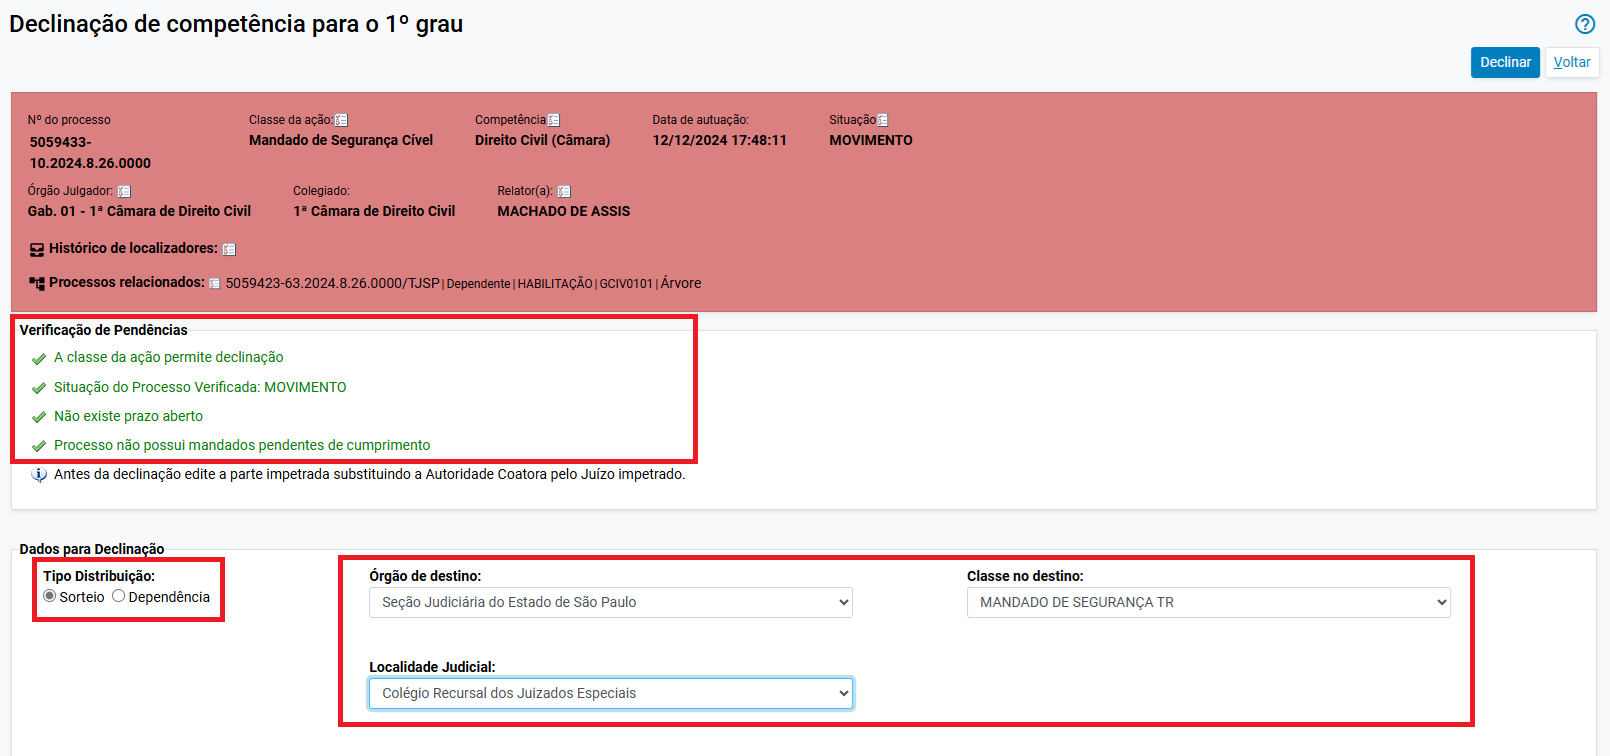 Declinação de competência para o 1º grau
Declinar Voltar
Nº do processo Classe da ação: Competência Data de autuação: Situação
5059433-10.2024.8.26.0000 Mandado de Segurança Cível Direito Civil (Câmara) 12/12/2024 17:48:11 MOVIMENTO
Órgão Julgador: Colegiado: Relator(a):
Gab. 01 - 1ª Câmara de Direito Civil 1ª Câmara de Direito Civil MACHADO DE ASSIS
Histórico de localizadores:
Processos relacionados: 5059423-63.2024.8.26.0000/TJSP | Dependente | HABILITAÇÃO | GCIV0101 | Árvore
Verificação de Pendências
A classe da ação permite declinação
Situação do Processo Verificada: MOVIMENTO
Não existe prazo aberto
Processo não possui mandados pendentes de cumprimento
Antes da declinação edite a parte impetrada substituindo a Autoridade Coatora pelo Juízo impetrado.
Dados para Declinação
Tipo Distribuição: Órgão de destino: Classe no destino:
Sorteio Dependência Seção Judiciária do Estado de São Paulo MANDADO DE SEGURANÇA TR
Localidade Judicial:
Colégio Recursal dos Juizados Especiais